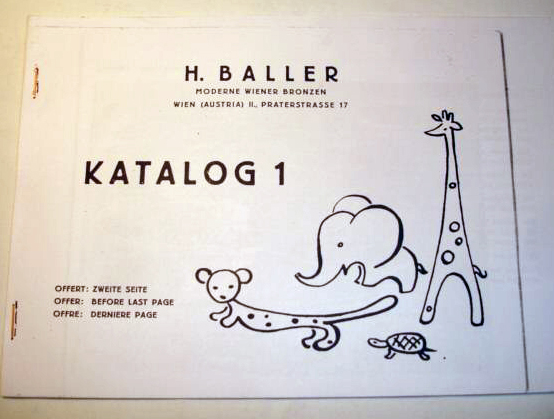 H. BALLER
MODERNE WIENER BRONZEN
WIEN (AUSTRIA) II., PRATERSTRASSE 17
KATALOG 1
OFFERT: ZWEITE SEITE
OFFER: BEFORE LAST PAGE
OFFRE: DERNIERE PAGE